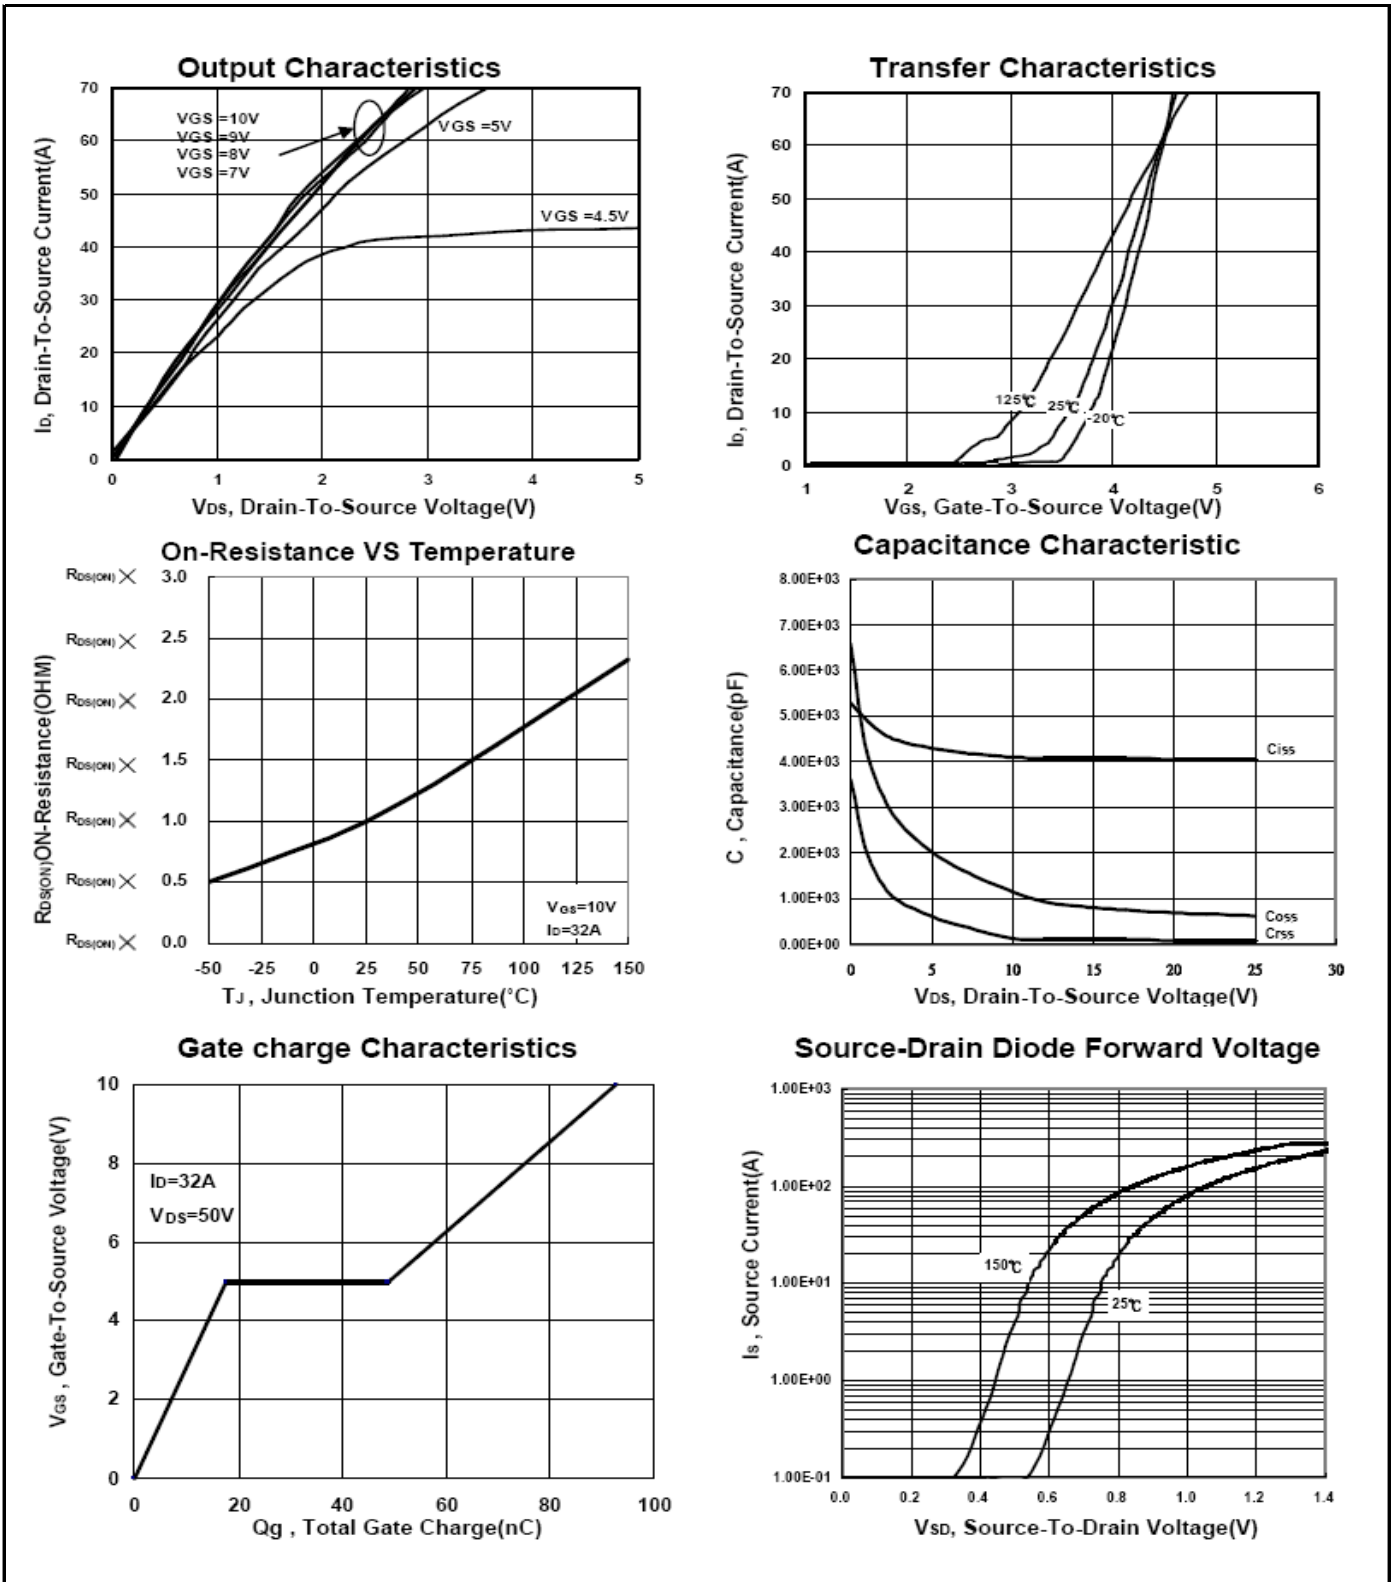 Output Characteristics
70
60
50
40
30
20
10
0
ID, Drain-To-Source Current(A)
VGS =10V
VGS =9V
VGS =8V
VGS =7V
VGS =5V
VGS =4.5V
0 1 2 3 4 5
VDS, Drain-To-Source Voltage(V)
Transfer Characteristics
70
60
50
40
30
20
10
0
ID, Drain-To-Source Current(A)
125℃
25℃
-20℃
1 2 3 4 5 6
VGS, Gate-To-Source Voltage(V)
On-Resistance VS Temperature
RDS(ON) X 3.0
RDS(ON) X 2.5
RDS(ON) X 2.0
RDS(ON) X 1.5
RDS(ON) X 1.0
RDS(ON) X 0.5
RDS(ON) X 0.0
RDS(ON)ON-Resistance(OHM)
VGS=10V
ID=32A
-50 -25 0 25 50 75 100 125 150
TJ , Junction Temperature(°C)
Capacitance Characteristic
8.00E+03
7.00E+03
6.00E+03
5.00E+03
4.00E+03
3.00E+03
2.00E+03
1.00E+03
0.00E+00
C , Capacitance(pF)
Ciss
Coss
Crss
0 5 10 15 20 25 30
VDS, Drain-To-Source Voltage(V)
Gate charge Characteristics
10
8
6
4
2
0
VGS , Gate-To-Source Voltage(V)
ID=32A
VDS=50V
0 20 40 60 80 100
Qg , Total Gate Charge(nC)
Source-Drain Diode Forward Voltage
1.00E+03
1.00E+02
1.00E+01
1.00E+00
1.00E-01
IS , Source Current(A)
150℃
25℃
0.0 0.2 0.4 0.6 0.8 1.0 1.2 1.4
VSD, Source-To-Drain Voltage(V)